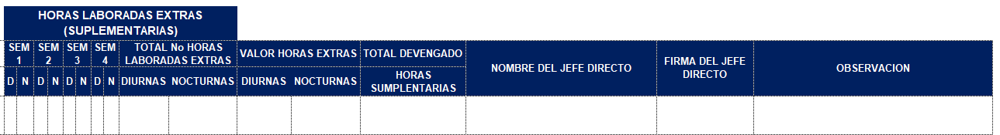 HORAS LABORADAS EXTRAS
(SUPLEMENTARIAS)
SEM 1
SEM 2
SEM 3
SEM 4
TOTAL No HORAS
LABORADAS EXTRAS
VALOR HORAS EXTRAS
TOTAL DEVENGADO
NOMBRE DEL JEFE DIRECTO
FIRMA DEL JEFE
DIRECTO
OBSERVACION
D N D N D N D N DIURNAS NOCTURNAS DIURNAS NOCTURNAS
HORAS
SUMPLENTARIAS